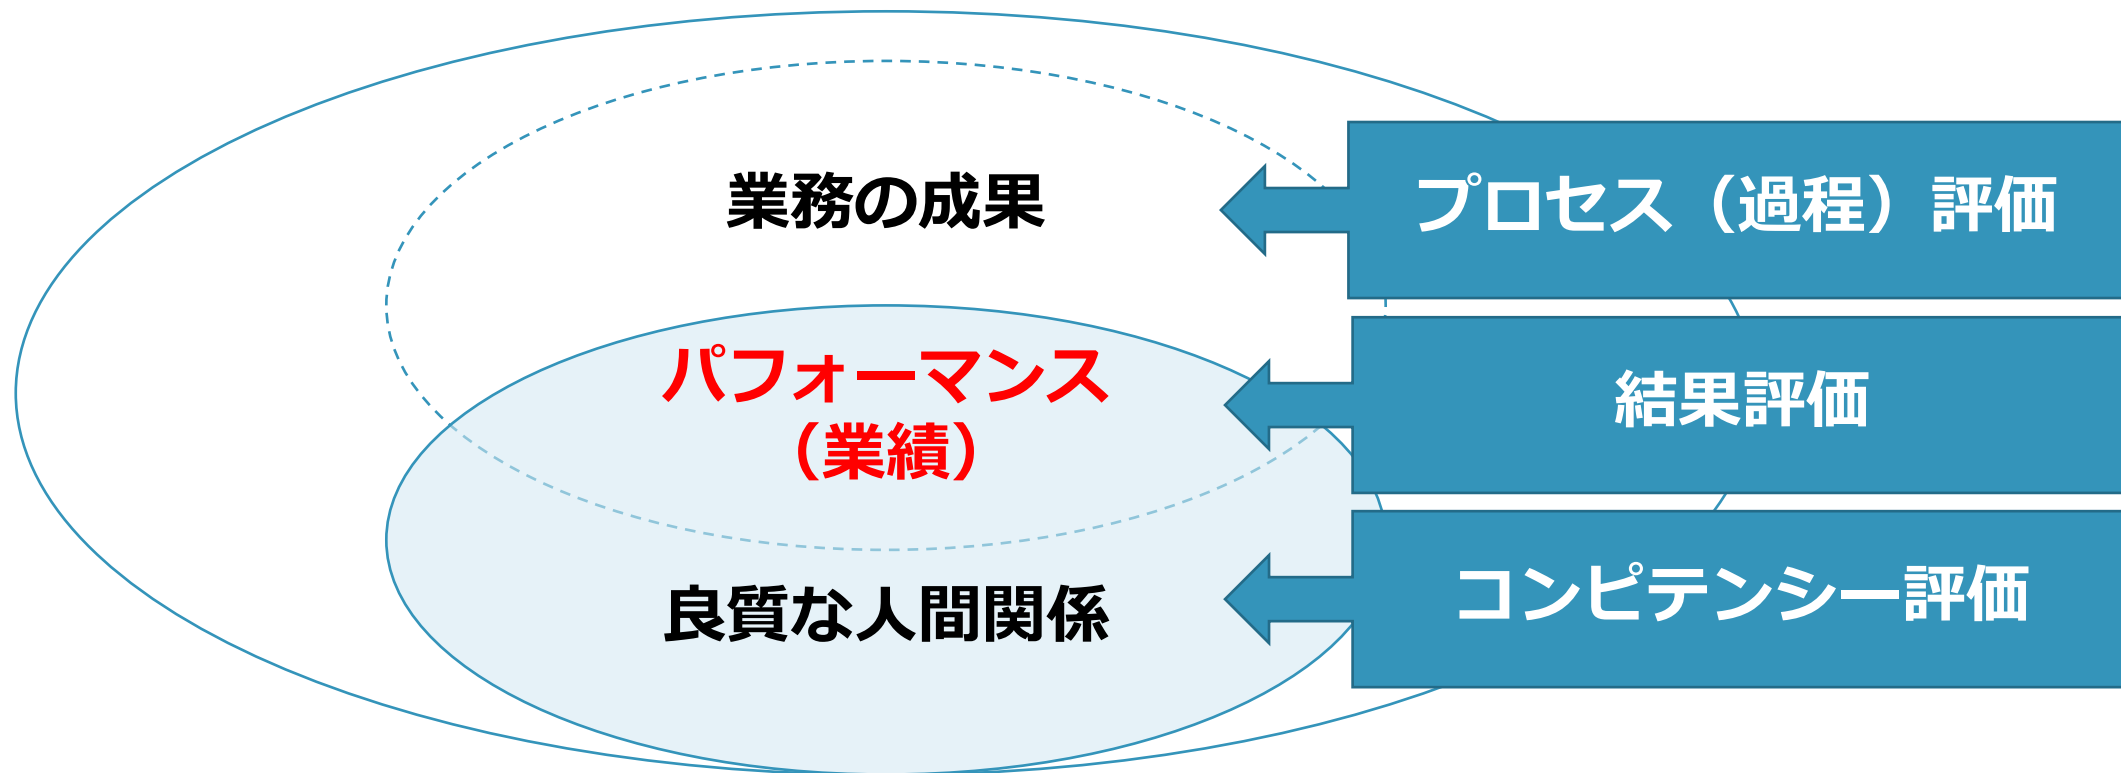 業務の成果
プロセス（過程）評価
パフォーマンス
（業績）
結果評価
良質な人間関係
コンピテンシー評価